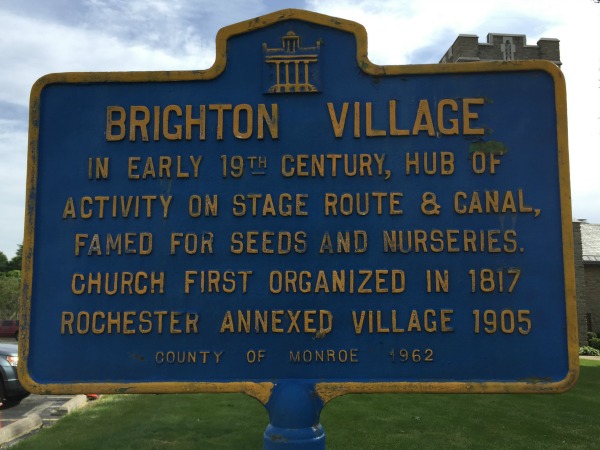 BRIGHTON VILLAGE
IN EARLY 19TH CENTURY, HUB OF
ACTIVITY ON STAGE ROUTE & CANAL,
FAMED FOR SEEDS AND NURSERIES.
CHURCH FIRST ORGANIZED IN 1817
ROCHESTER ANNEXED VILLAGE 1905
COUNTY OF MONROE 1962